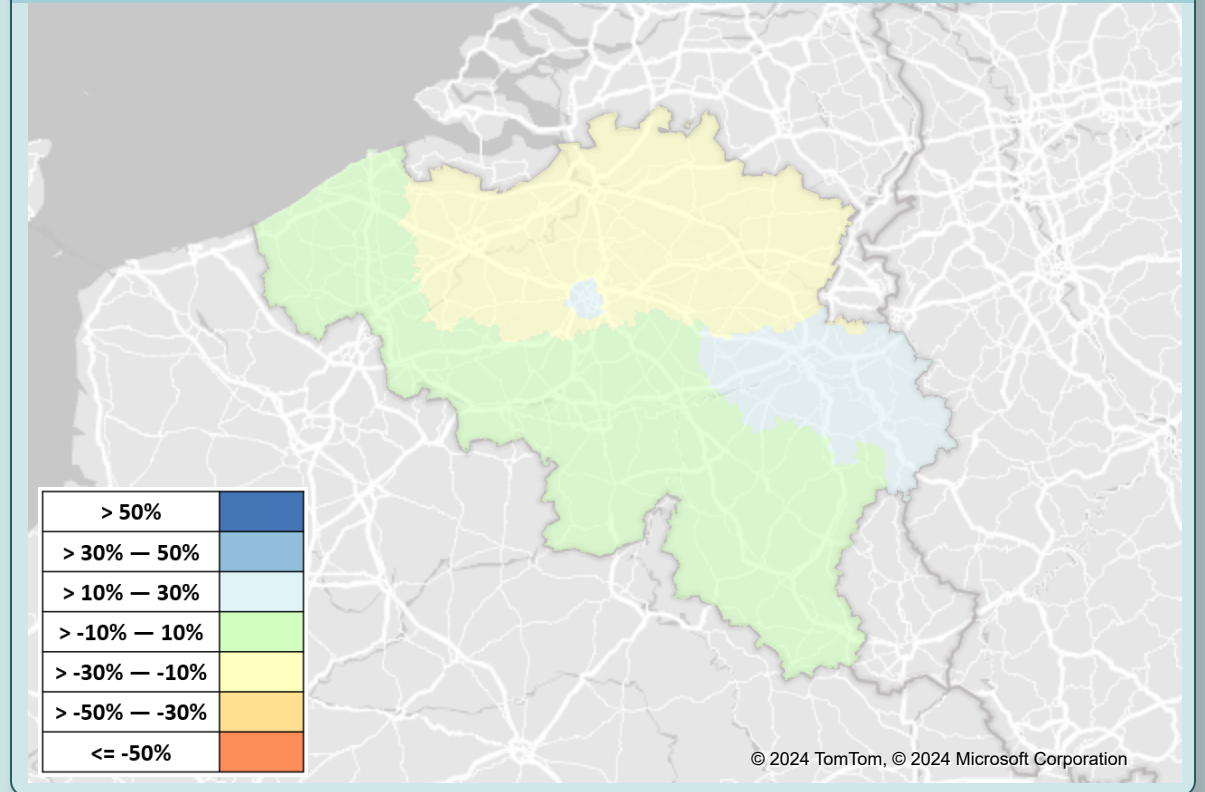 > 50%
> 30% — 50%
> 10% — 30%
> -10% — 10%
> -30% — -10%
> -50% — -30%
<= -50%
© 2024 TomTom, © 2024 Microsoft Corporation